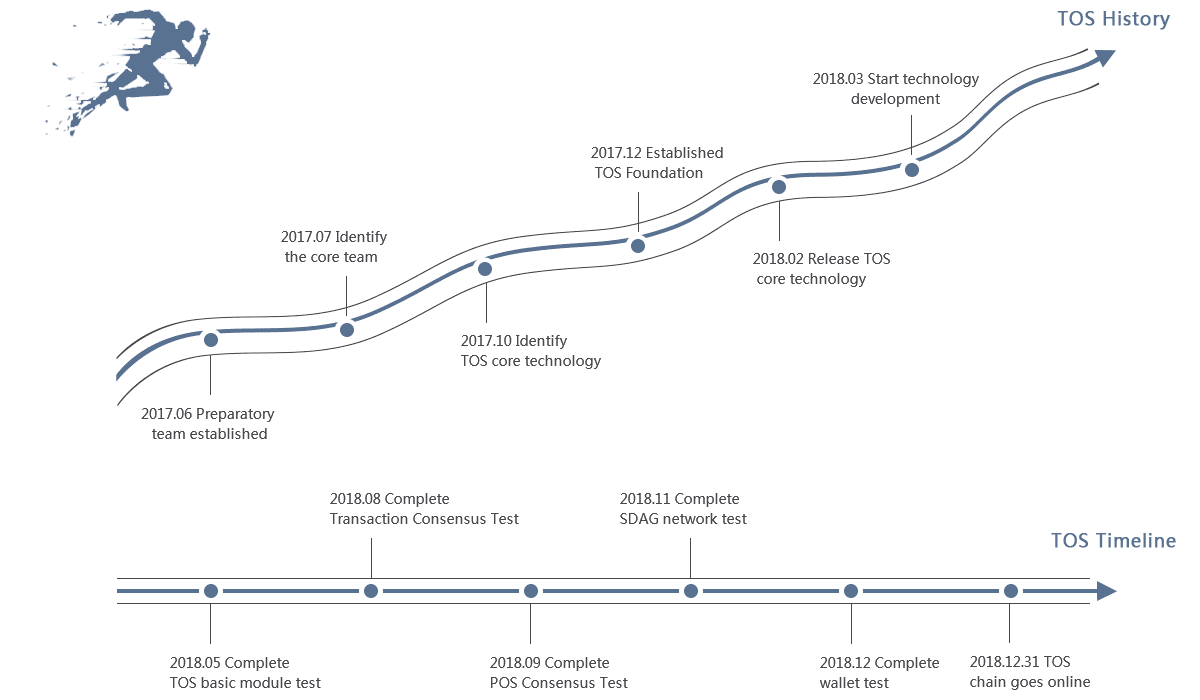 TOS History
2018.03 Start technology
development
2017.12 Established
TOS Foundation
2017.07 Identify
the core team
2018.02 Release TOS
core technology
2017.10 Identify
TOS core technology
2017.06 Preparatory
team established
TOS Timeline
2018.08 Complete
Transaction Consensus Test
2018.11 Complete
SDAG network test
2018.05 Complete
TOS basic module test
2018.09 Complete
POS Consensus Test
2018.12 Complete
wallet test
2018.12.31 TOS
chain goes online